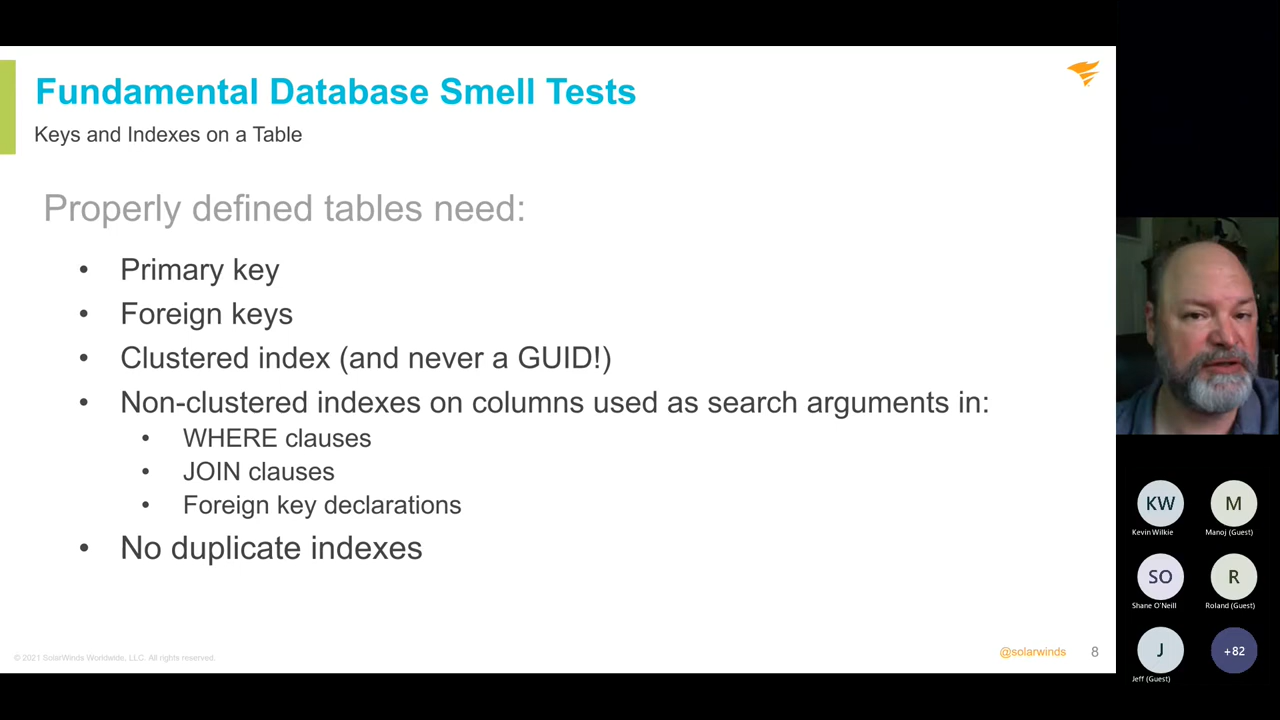 Fundamental Database Smell Tests
Keys and Indexes on a Table
Properly defined tables need:
• Primary key
• Foreign keys
• Clustered index (and never a GUID!)
• Non-clustered indexes on columns used as search arguments in:
• WHERE clauses
• JOIN clauses
• Foreign key declarations
• No duplicate indexes
© 2021 SolarWinds Worldwide, LLC. All rights reserved.
@solarwinds 8
KW M
Kevin Wilkie Manoj (Guest)
SO R
Shane O'Neill Roland (Guest)
J +82
Jeff (Guest)